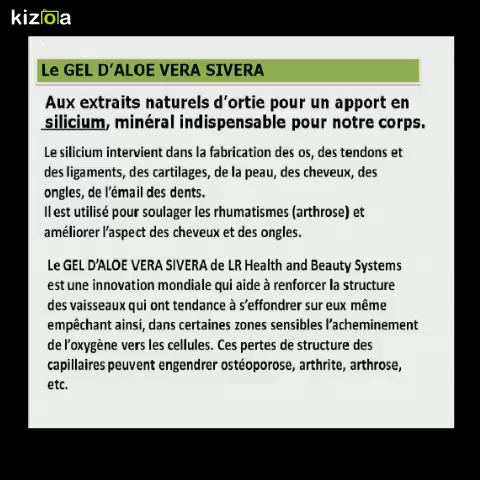 kizoa
Le GEL D'ALOE VERA SIVERA
Aux extraits naturels d'ortie pour un apport en
silicium, minéral indispensable pour notre corps.
Le silicium intervient dans la fabrication des os, des tendons et
des ligaments, des cartilages, de la peau, des cheveux, des
ongles, de l'émail des dents.
Il est utilisé pour soulager les rhumatismes (arthrose) et
améliorer l'aspect des cheveux et des ongles.
Le GEL D'ALOE VERA SIVERA de LR Health and Beauty Systems
est une innovation mondiale qui aide à renforcer la structure
des vaisseaux qui ont tendance à s'effondrer sur eux même
empêchant ainsi, dans certaines zones sensibles l'acheminement
de l'oxygène vers les cellules. Ces pertes de structure des
capillaires peuvent engendrer ostéoporose, arthrite, arthrose,
etc.